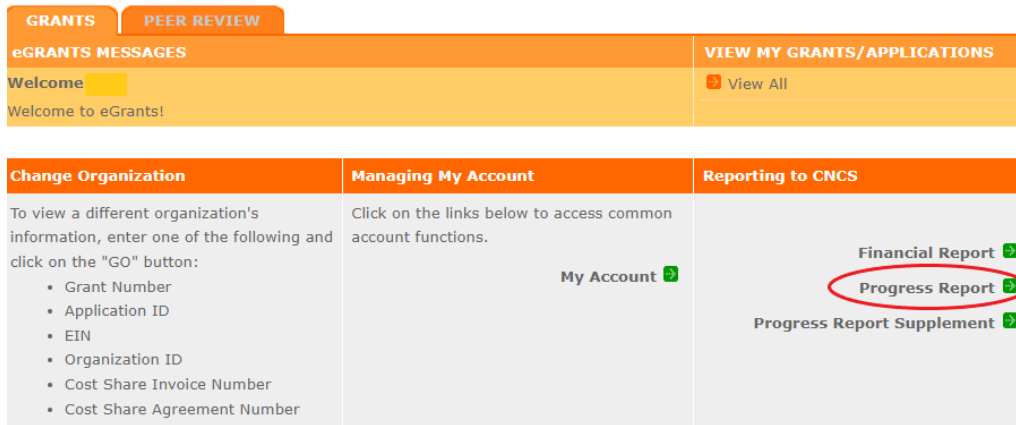 GRANTS
PEER REVIEW
eGRANTS MESSAGES
VIEW MY GRANTS/APPLICATIONS
Welcome
View All
Welcome to eGrants!
Change Organization
To view a different organization's
information, enter one of the following and
click on the "GO" button:
• Grant Number
• Application ID
• EIN
• Organization ID
• Cost Share Invoice Number
• Cost Share Agreement Number
Managing My Account
Click on the links below to access common
account functions.
My Account
Reporting to CNCS
Financial Report
Progress Report
Progress Report Supplement